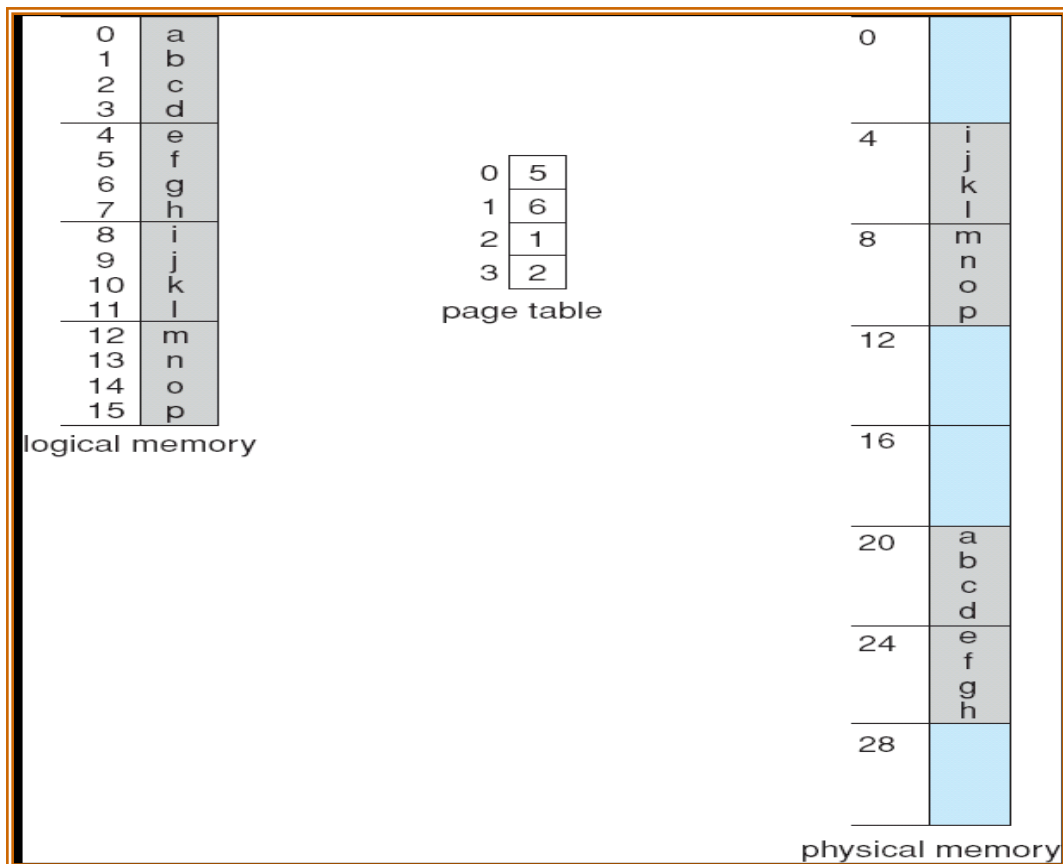 0 a
1 b
2 c
3 d
4 e
5 f
6 g
7 h
8 i
9 j
10 k
11 l
12 m
13 n
14 o
15 p
logical memory
0 5
1 6
2 1
3 2
page table
0
4 i
j
k
l
8 m
n
o
p
12
16
20 a
b
c
d
24 e
f
g
h
28
physical memory